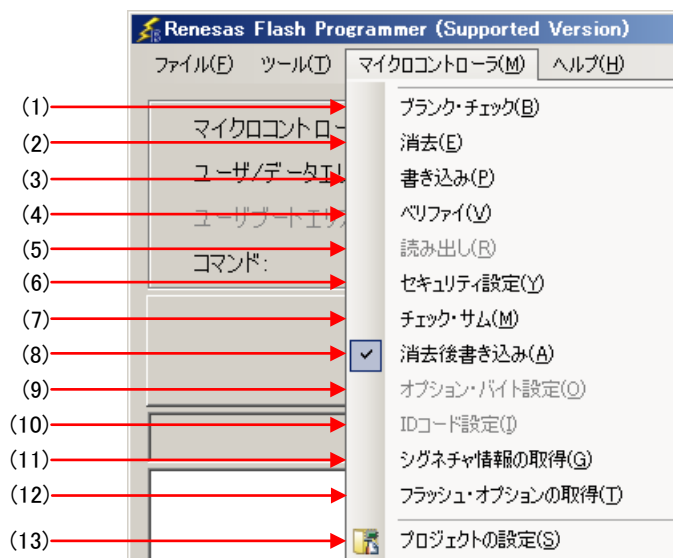 Renesas Flash Programmer (Supported Version)
ファイル(F) ツール(T) マイクロコントローラ(M) ヘルプ(H)
(1) ブランク・チェック(B)
マイクロコントロー
(2) 消去(E)
(3) ユーザ/データエリ 書き込み(P)
(4) ユーザブートエリ ベリファイ(V)
(5) 読み出し(R)
コマンド:
(6) セキュリティ設定(Y)
(7) チェック・サム(M)
(8) 消去後書き込み(A)
(9) オプション・バイト設定(O)
(10) IDコード設定(I)
(11) シグネチャ情報の取得(G)
(12) フラッシュ・オプションの取得(T)
(13) プロジェクトの設定(S)